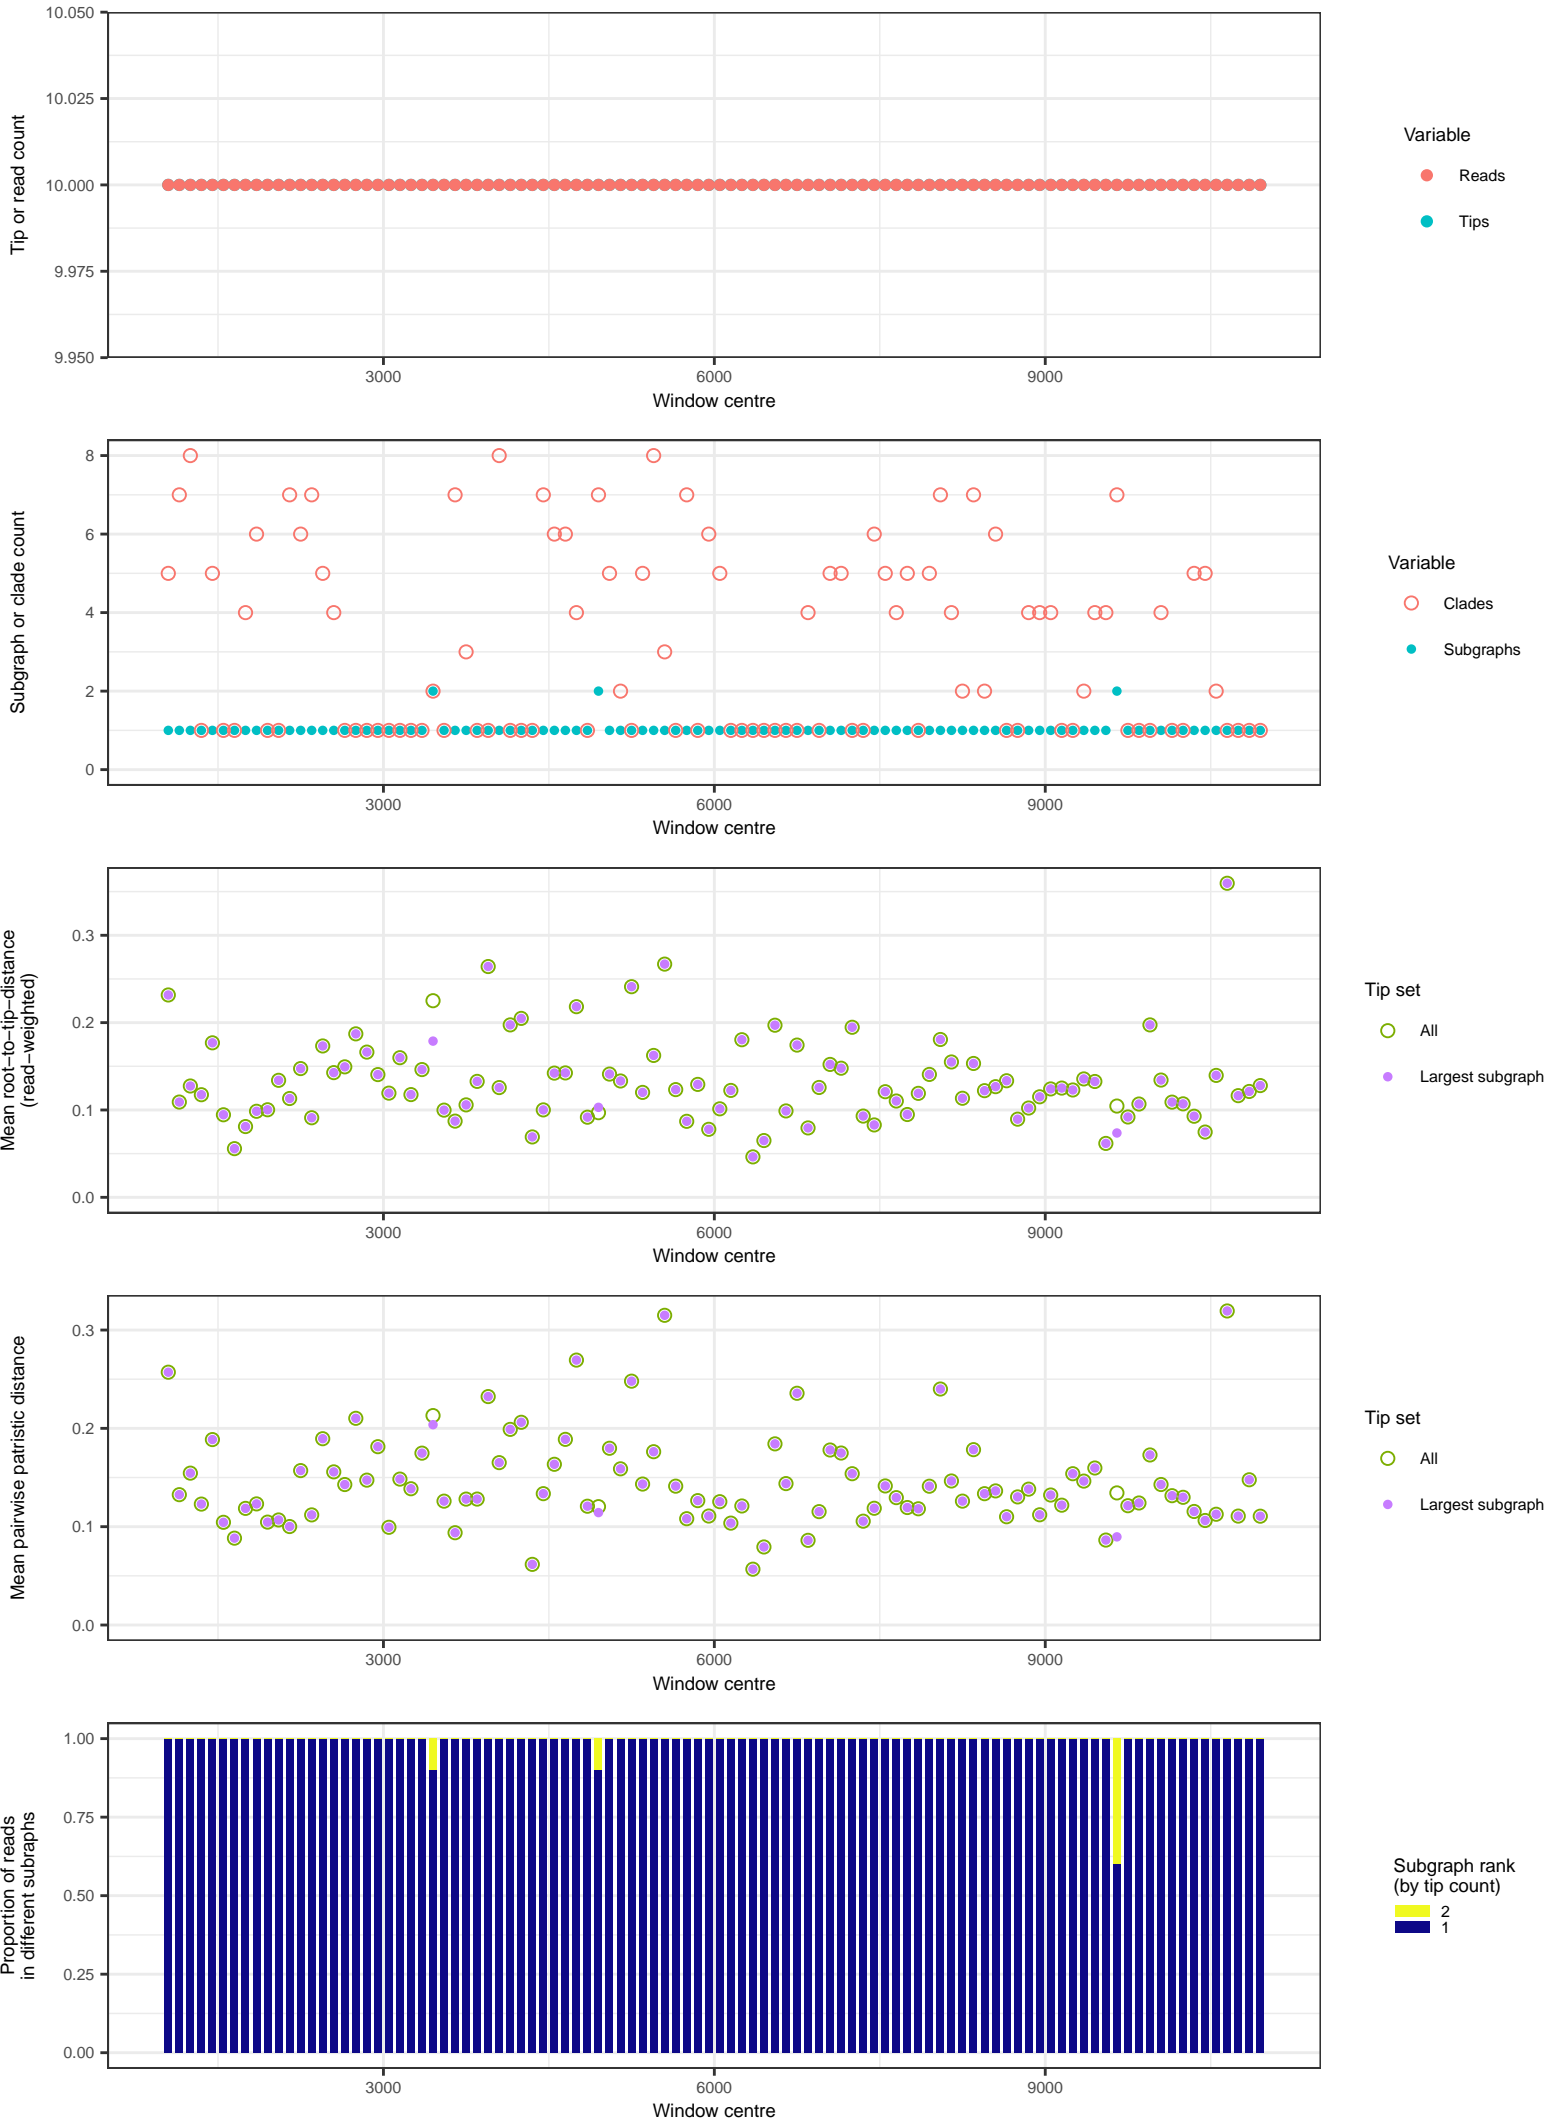 10.050
10.025
10.000
9.975
9.950
Tip or read count
3000 6000 9000
Window centre
Variable
Reads
Tips
8
6
4
2
0
Subgraph or clade count
3000 6000 9000
Window centre
Variable
Clades
Subgraphs
0.3
0.2
0.1
0.0
Mean root−to−tip−distance
(read−weighted)
3000 6000 9000
Window centre
Tip set
All
Largest subgraph
0.3
0.2
0.1
0.0
Mean pairwise patristic distance
3000 6000 9000
Window centre
Tip set
All
Largest subgraph
1.00
0.75
0.50
0.25
0.00
Proportion of reads
in different subraphs
3000 6000 9000
Window centre
Subgraph rank
(by tip count)
2
1